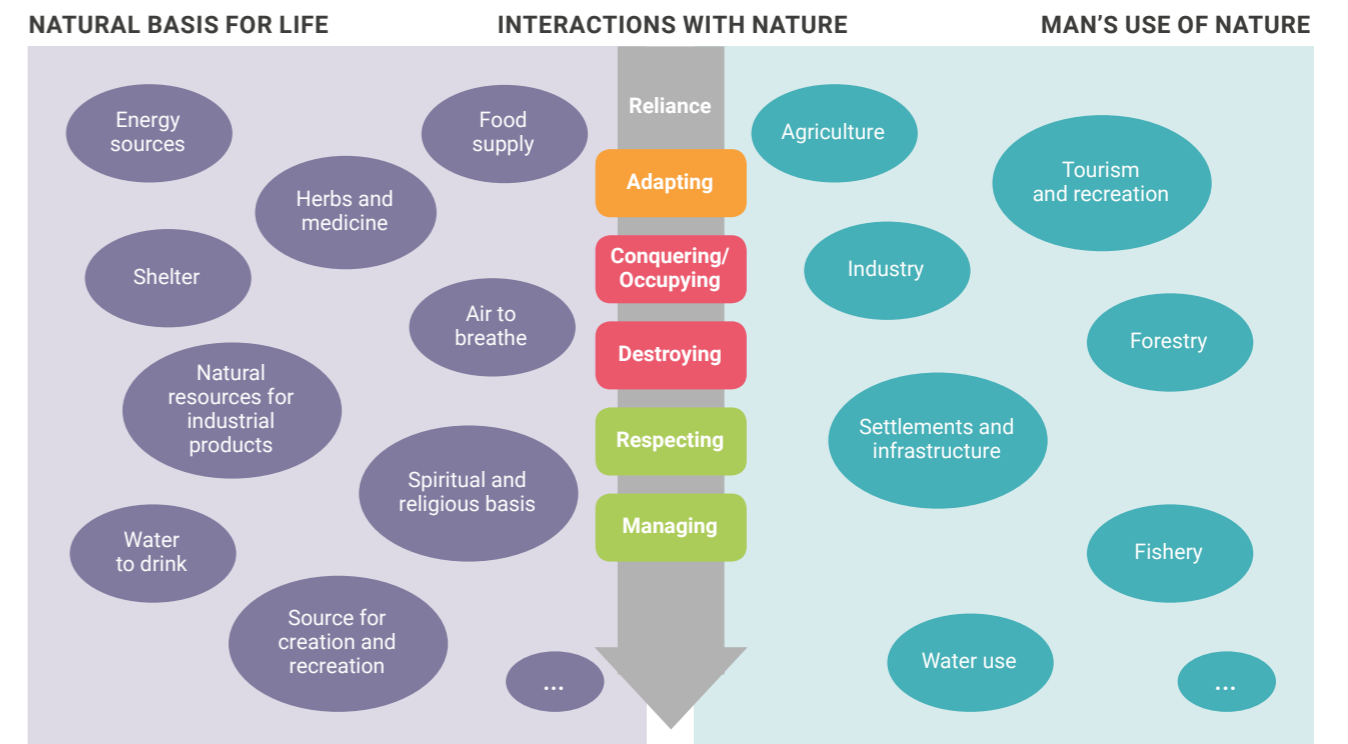 NATURAL BASIS FOR LIFE
INTERACTIONS WITH NATURE
MAN'S USE OF NATURE
Energy
sources
Food
supply
Herbs and
medicine
Shelter
Air to
breathe
Natural
resources for
industrial
products
Spiritual and
religious basis
Water
to drink
Source for
creation and
recreation
...
Reliance
Adapting
Conquering/
Occupying
Destroying
Respecting
Managing
Agriculture
Tourism
and recreation
Industry
Forestry
Settlements and
infrastructure
Fishery
Water use
...